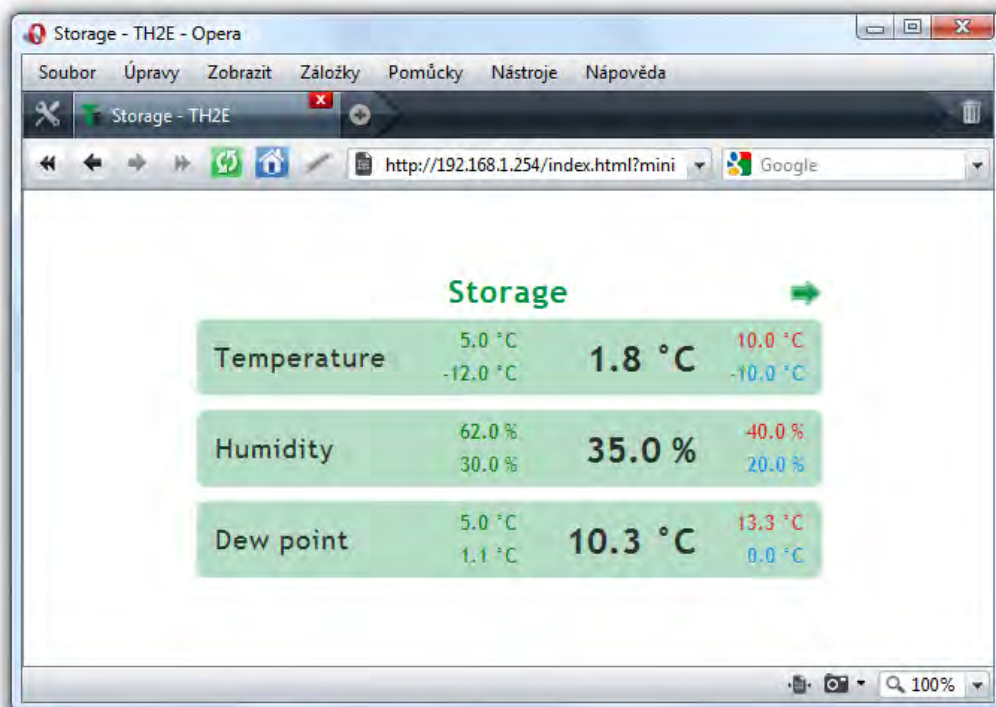 Storage - TH2E - Opera
Soubor Úpravy Zobrazit Záložky Pomůcky Nástroje Nápověda
Storage - TH2E
http://192.168.1.254/index.html?mini Google
Storage
5.0 °C 10.0 °C
Temperature 1.8 °C
-12.0 °C -10.0 °C
62.0 % 40.0 %
Humidity 35.0 %
30.0 % 20.0 %
5.0 °C 13.3 °C
Dew point 10.3 °C
1.1 °C 0.0 °C
100%